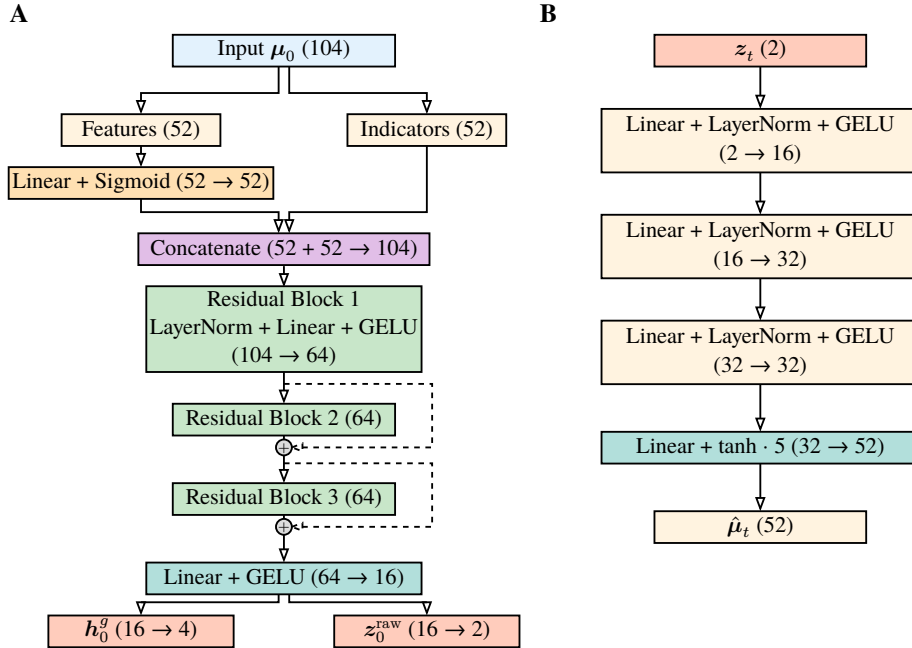 A
Input μ₀ (104)
Features (52)
Indicators (52)
Linear + Sigmoid (52 → 52)
Concatenate (52 + 52 → 104)
Residual Block 1
LayerNorm + Linear + GELU
(104 → 64)
Residual Block 2 (64)
+
Residual Block 3 (64)
+
Linear + GELU (64 → 16)
h₀ᵍ (16 → 4)
z₀ʳᵃʷ (16 → 2)
B
zₜ (2)
Linear + LayerNorm + GELU
(2 → 16)
Linear + LayerNorm + GELU
(16 → 32)
Linear + LayerNorm + GELU
(32 → 32)
Linear + tanh · 5 (32 → 52)
μ̂ₜ (52)